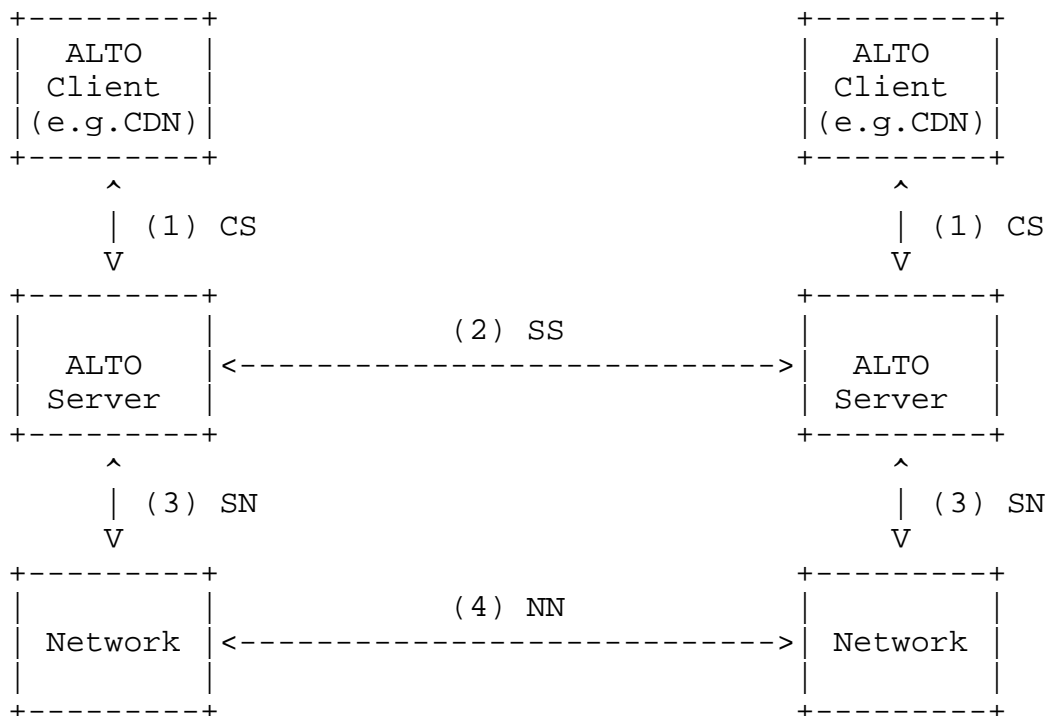 +---------+                             +---------+
|  ALTO   |                             |  ALTO   |
| Client  |                             | Client  |
|(e.g.CDN)|                             |(e.g.CDN)|
+---------+                             +---------+
     ^                                       ^
     | (1) CS                                | (1) CS
     V                                       V
+---------+                             +---------+
|         |           (2) SS            |         |
|  ALTO   |<--------------------------->|  ALTO   |
| Server  |                             | Server  |
+---------+                             +---------+
     ^                                       ^
     | (3) SN                                | (3) SN
     V                                       V
+---------+                             +---------+
|         |           (4) NN            |         |
| Network |<--------------------------->| Network |
|         |                             |         |
+---------+                             +---------+